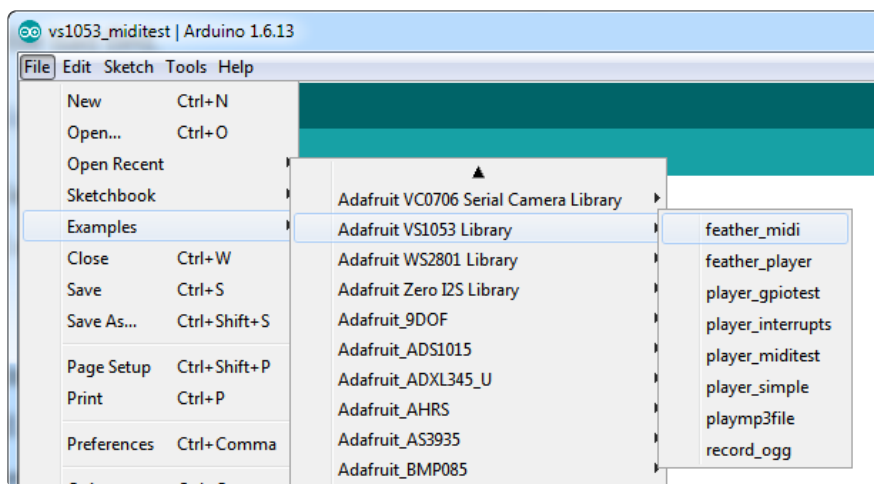 vs1053_miditest | Arduino 1.6.13
File Edit Sketch Tools Help
New Ctrl+N
Open... Ctrl+O
Open Recent
Sketchbook
Examples
Close Ctrl+W
Save Ctrl+S
Save As... Ctrl+Shift+S
Page Setup Ctrl+Shift+P
Print Ctrl+P
Preferences Ctrl+Comma
Adafruit VC0706 Serial Camera Library
Adafruit VS1053 Library
Adafruit WS2801 Library
Adafruit Zero I2S Library
Adafruit_9DOF
Adafruit_ADS1015
Adafruit_ADXL345_U
Adafruit_AHRS
Adafruit_AS3935
Adafruit_BMP085
feather_midi
feather_player
player_gpiotest
player_interrupts
player_miditest
player_simple
playmp3file
record_ogg